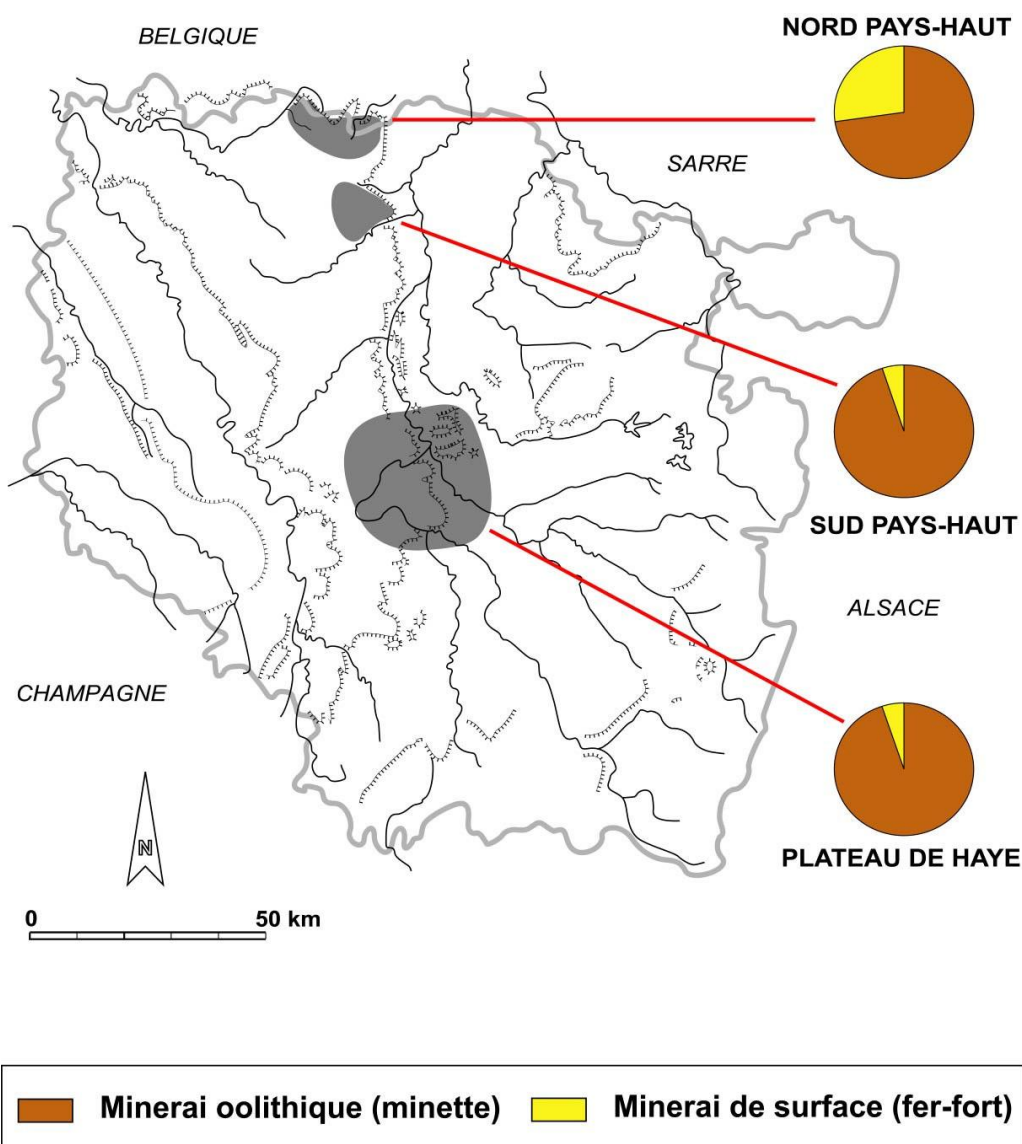 NORD PAYS-HAUT
BELGIQUE
SARRE
SUD PAYS-HAUT
ALSACE
CHAMPAGNE
N
PLATEAU DE HAYE
0 50 km
Minerai oolithique (minette) Minerai de surface (fer-fort)